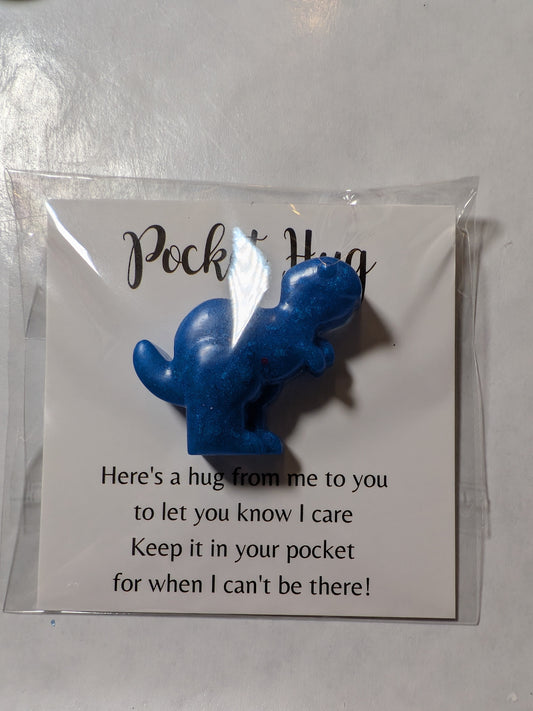 Pocket Hug
Here's a hug from me to you
to let you know I care
Keep it in your pocket
for when I can't be there!